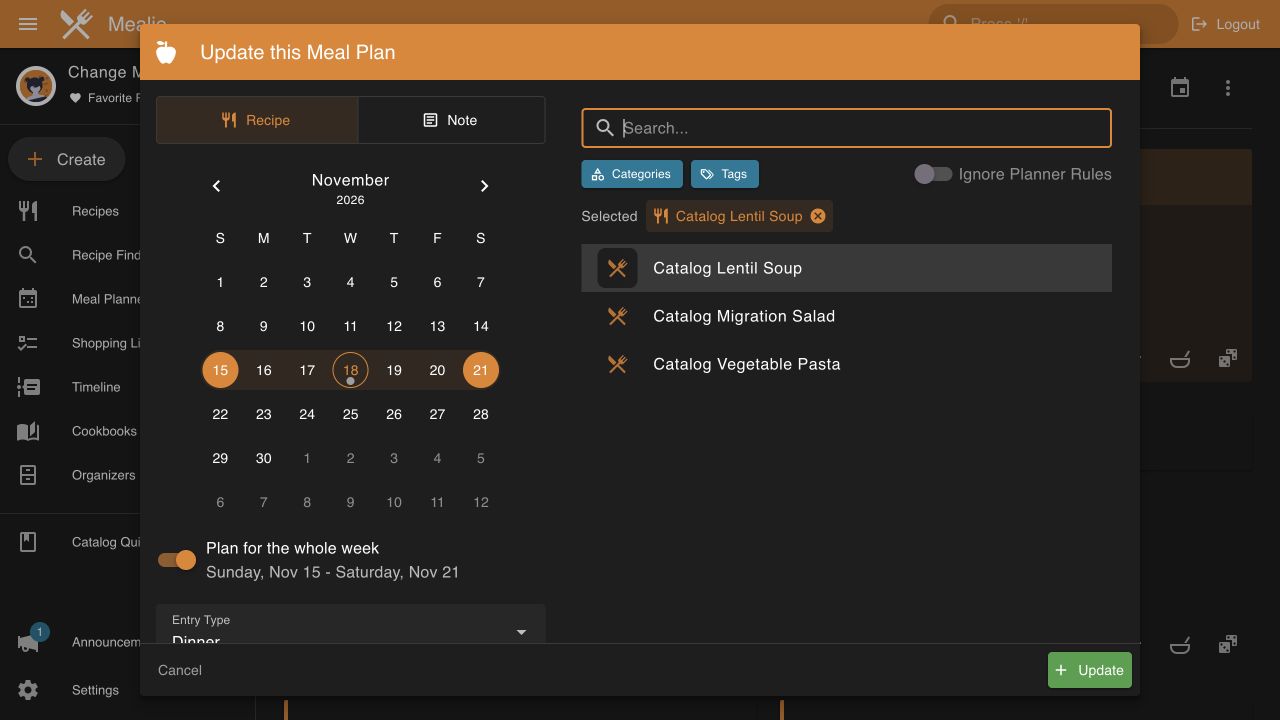 Mealie
Press '/'
Logout
Update this Meal Plan
Change M
Favorite R
Create
Recipes
Recipe Find
Meal Planne
Shopping Li
Timeline
Cookbooks
Organizers
Catalog Qui
1
Announcem
Settings
Recipe
Note
November
2026
S M T W T F S
1 2 3 4 5 6 7
8 9 10 11 12 13 14
15 16 17 18 19 20 21
22 23 24 25 26 27 28
29 30 1 2 3 4 5
6 7 8 9 10 11 12
Plan for the whole week
Sunday, Nov 15 - Saturday, Nov 21
Entry Type
Dinner
Search...
Categories
Tags
Ignore Planner Rules
Selected
Catalog Lentil Soup
Catalog Lentil Soup
Catalog Migration Salad
Catalog Vegetable Pasta
Cancel
Update